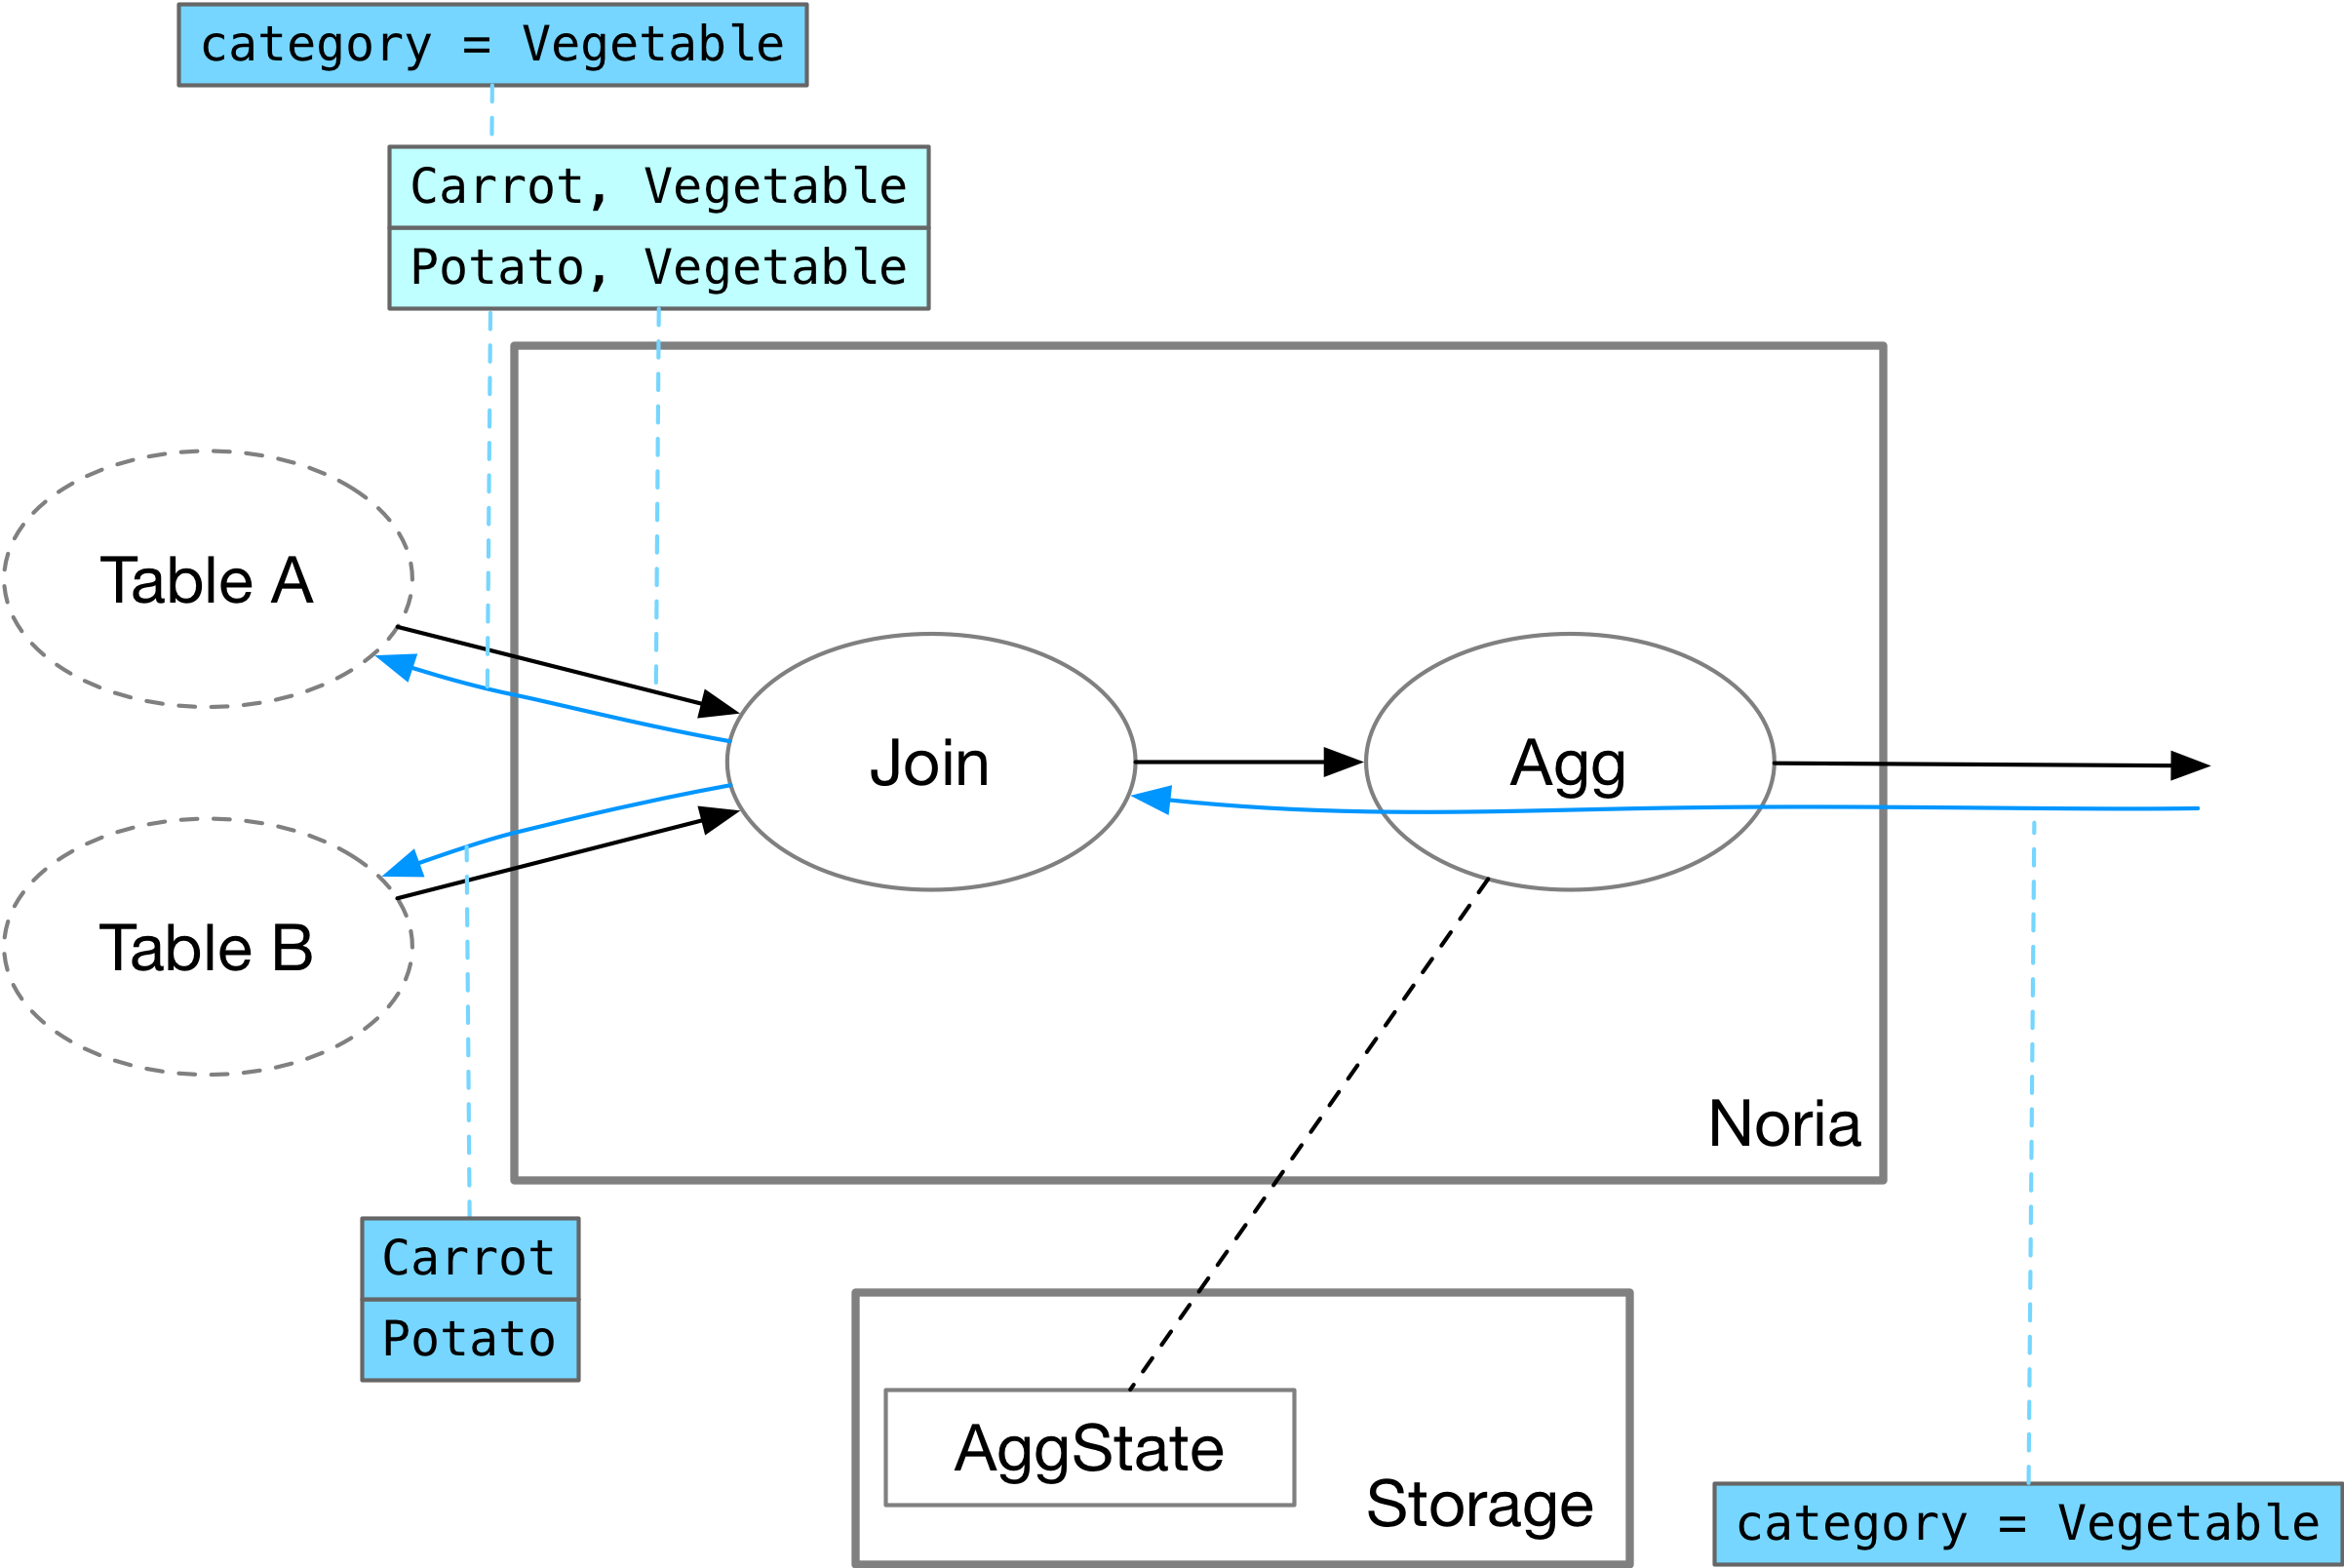 category = Vegetable
Carrot, Vegetable
Potato, Vegetable
Table A
Join
Agg
Table B
Noria
Carrot
Potato
AggState
Storage
category = Vegetable